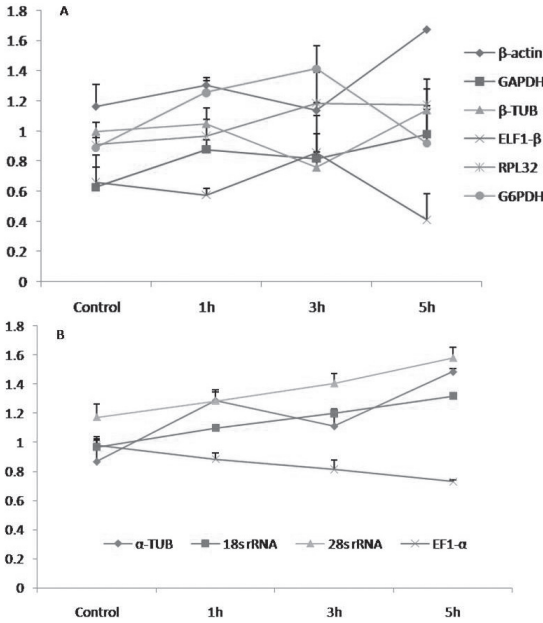 A
1.8
1.6
1.4
1.2
1
0.8
0.6
0.4
0.2
0
Control 1h 3h 5h
β-actin
GAPDH
β-TUB
ELF1-β
RPL32
G6PDH
B
1.8
1.6
1.4
1.2
1
0.8
0.6
0.4
0.2
0
α-TUB 18s rRNA 28s rRNA EF1-α
Control 1h 3h 5h